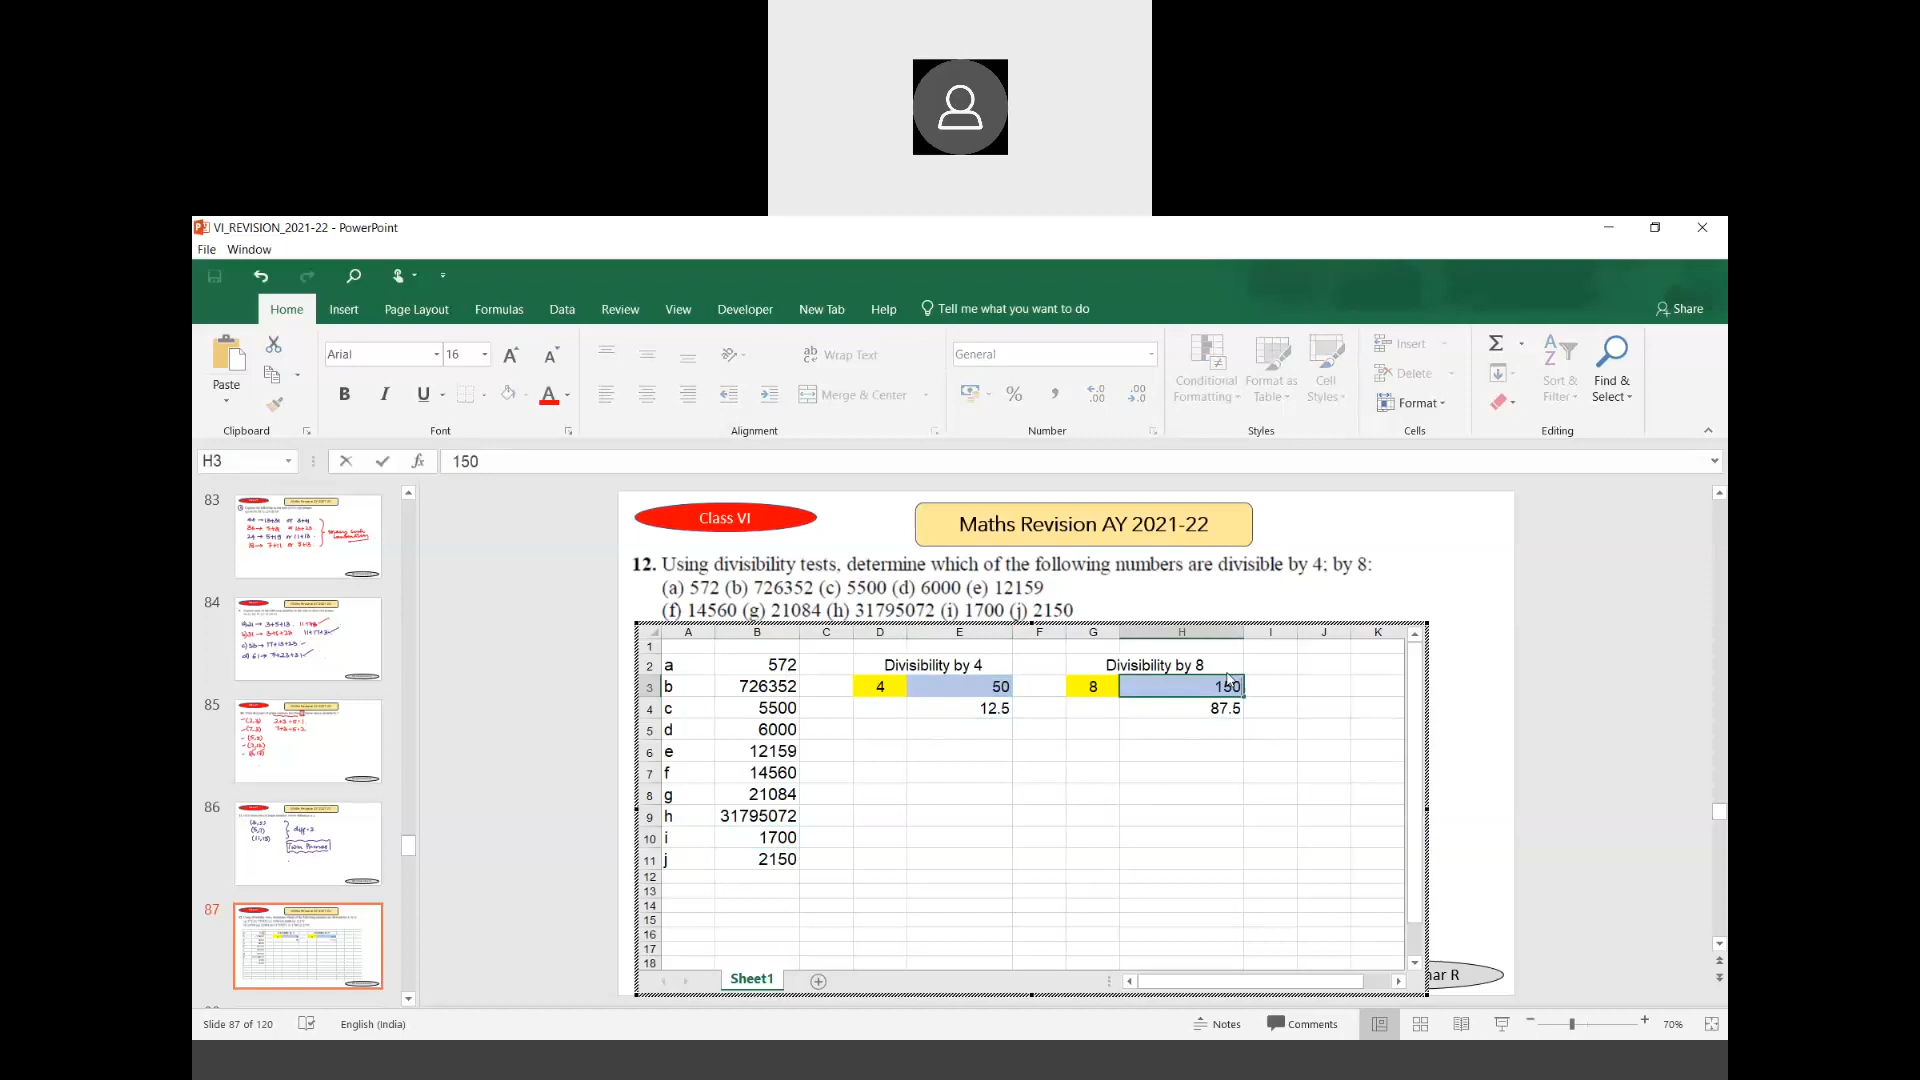 VI_REVISION_2021-22 - PowerPoint
File Window
Home Insert Page Layout Formulas Data Review View Developer New Tab Help Tell me what you want to do Share
Paste
Arial 16
Wrap Text
Merge & Center
General
Conditional Formatting
Format as Table
Cell Styles
Insert
Delete
Format
Sort & Filter
Find & Select
Clipboard Font Alignment Number Styles Cells Editing
H3 fx 150
83
84
85
86
87
Class VI
Maths Revision AY 2021-22
12. Using divisibility tests, determine which of the following numbers are divisible by 4; by 8:
(a) 572 (b) 726352 (c) 5500 (d) 6000 (e) 12159
(f) 14560 (g) 21084 (h) 31795072 (i) 1700 (j) 2150
A B C D E F G H I J K
1
2 a 572 Divisibility by 4 Divisibility by 8
3 b 726352 4 50 8 150
4 c 5500 12.5 87.5
5 d 6000
6 e 12159
7 f 14560
8 g 21084
9 h 31795072
10 i 1700
11 j 2150
12
13
14
15
16
17
18
Sheet1
ar R
Slide 87 of 120 English (India) Notes Comments 70%